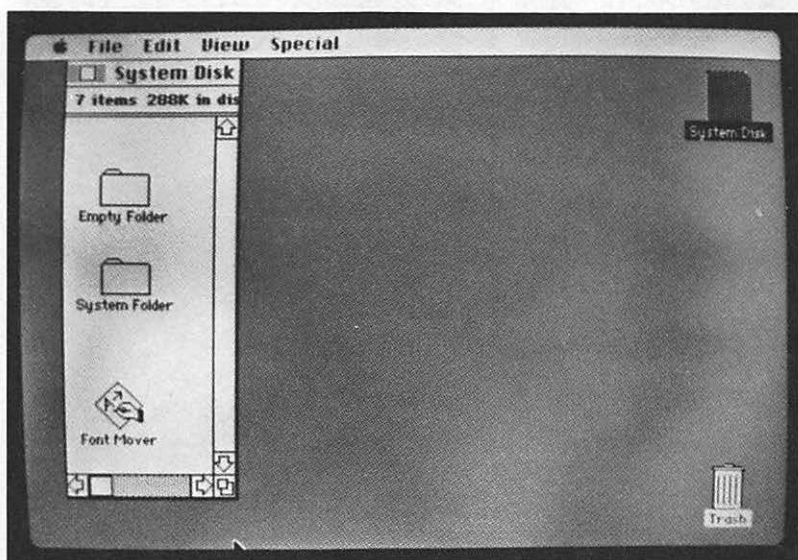 File Edit View Special
System Disk
7 items 288K in dis
Empty Folder
System Folder
Font Mover
System Disk
Trash